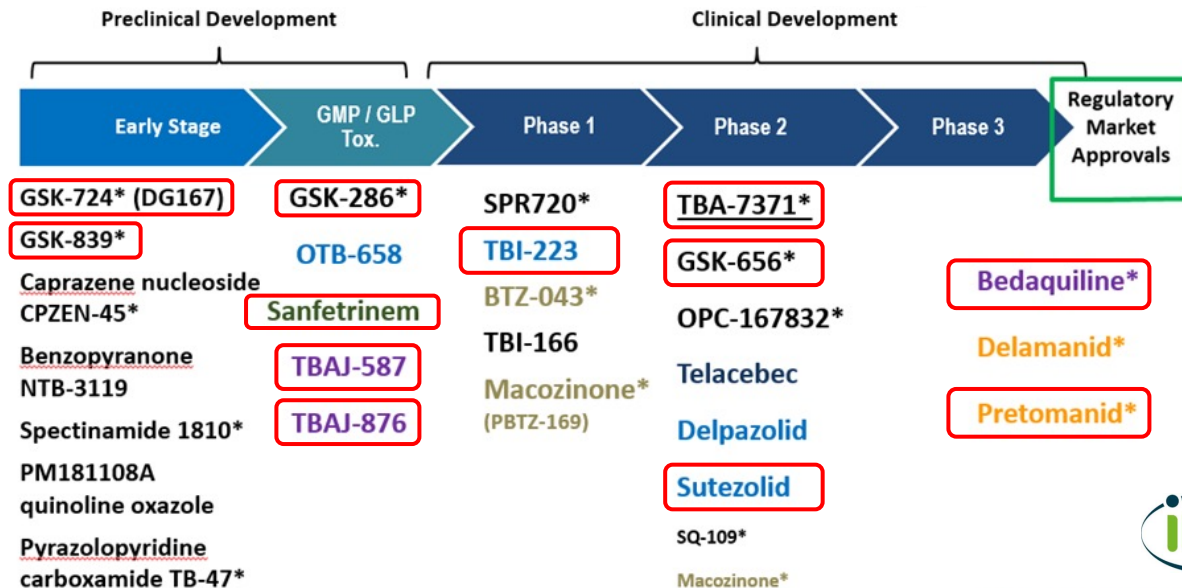 Preclinical Development
Clinical Development
Early Stage
GMP / GLP
Tox.
Phase 1
Phase 2
Phase 3
Regulatory
Market
Approvals
GSK-724* (DG167)
GSK-839*
Caprazene nucleoside
CPZEN-45*
Benzopyranone
NTB-3119
Spectinamide 1810*
PM181108A
quinoline oxazole
Pyrazolopyridine
carboxamide TB-47*
GSK-286*
OTB-658
Sanfetrinem
TBAJ-587
TBAJ-876
SPR720*
TBI-223
BTZ-043*
TBI-166
Macozinone*
(PBTZ-169)
TBA-7371*
GSK-656*
OPC-167832*
Telacebec
Delpazolid
Sutezolid
SQ-109*
Macozinone*
Bedaquiline*
Delamanid*
Pretomanid*